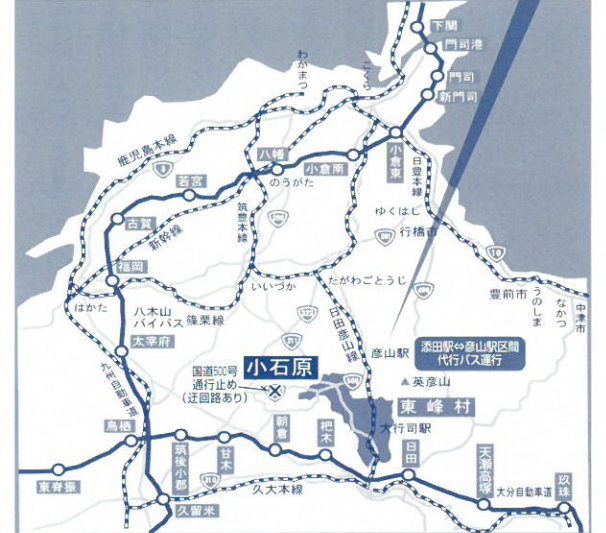 下関
門司港
門司
新門司
わかまつ
こくら
鹿児島本線
3
八幡
小倉南
小倉東
日豊本線
のうがた
若宮
筑豊本線
ゆくはし
行橋市
古賀
新幹線
10
福岡
いいづか
たがわごとうじ
豊前市
うのしま
なかつ
中津市
はかた
八木山
バイパス
篠栗線
322
日田彦山線
太宰府
九州自動車道
国道500号
通行止め
(迂回路あり)
小石原
彦山駅
添田駅⇔彦山駅区間
代行バス運行
英彦山
東峰村
大行司駅
鳥栖
筑後小郡
甘木
朝倉
杷木
日田
天瀬高塚
玖珠
東脊振
210
久留米
久大本線
大分自動車道